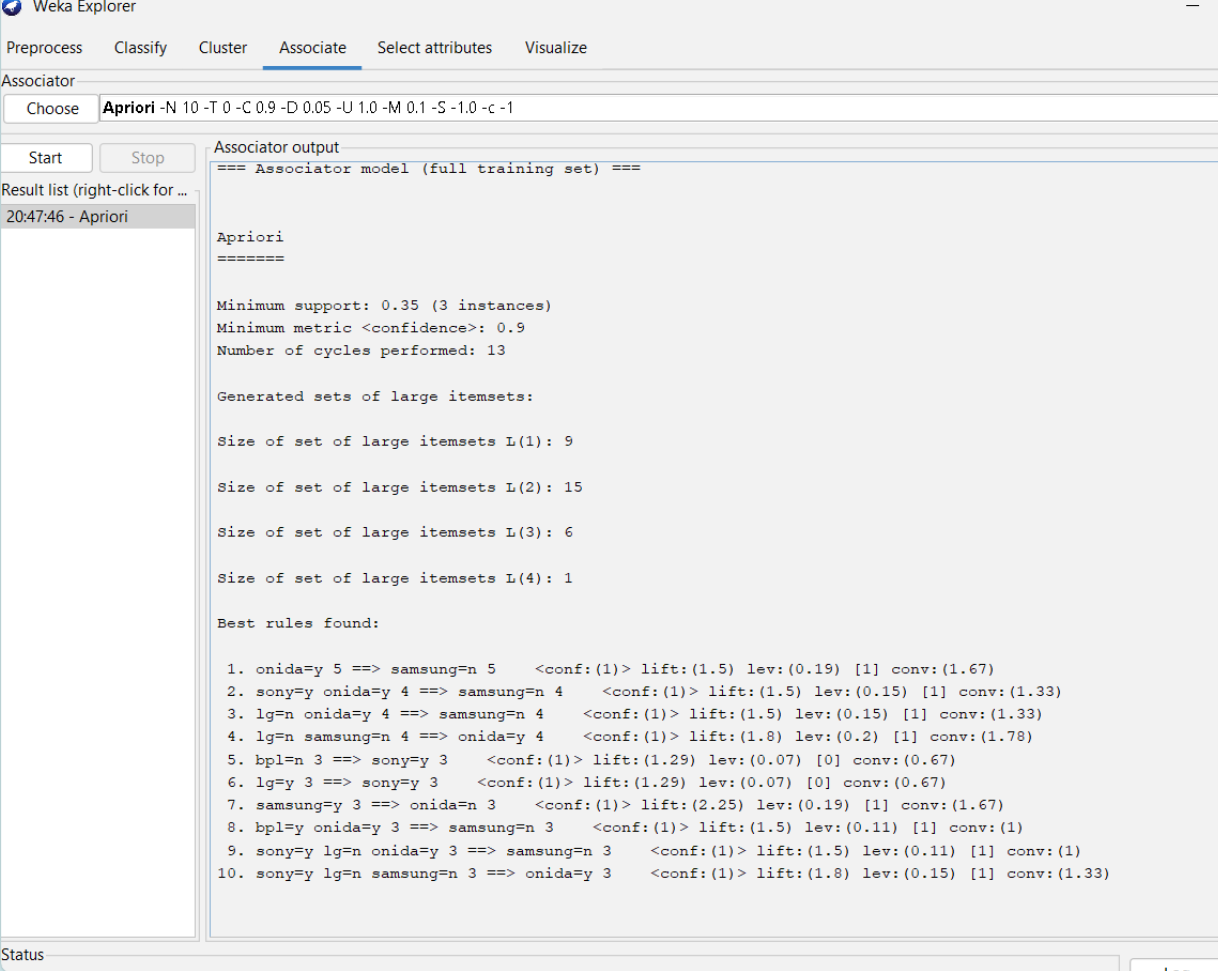 Weka Explorer
Preprocess Classify Cluster Associate Select attributes Visualize
Associator
Choose Apriori -N 10 -T 0 -C 0.9 -D 0.05 -U 1.0 -M 0.1 -S -1.0 -c -1
Start Stop
Result list (right-click for ...
20:47:46 - Apriori
Associator output
=== Associator model (full training set) ===
Apriori
=======
Minimum support: 0.35 (3 instances)
Minimum metric <confidence>: 0.9
Number of cycles performed: 13
Generated sets of large itemsets:
Size of set of large itemsets L(1): 9
Size of set of large itemsets L(2): 15
Size of set of large itemsets L(3): 6
Size of set of large itemsets L(4): 1
Best rules found:
1. onida=y 5 ==> samsung=n 5 <conf:(1)> lift:(1.5) lev:(0.19) [1] conv:(1.67)
2. sony=y onida=y 4 ==> samsung=n 4 <conf:(1)> lift:(1.5) lev:(0.15) [1] conv:(1.33)
3. lg=n onida=y 4 ==> samsung=n 4 <conf:(1)> lift:(1.5) lev:(0.15) [1] conv:(1.33)
4. lg=n samsung=n 4 ==> onida=y 4 <conf:(1)> lift:(1.8) lev:(0.2) [1] conv:(1.78)
5. bpl=n 3 ==> sony=y 3 <conf:(1)> lift:(1.29) lev:(0.07) [0] conv:(0.67)
6. lg=y 3 ==> sony=y 3 <conf:(1)> lift:(1.29) lev:(0.07) [0] conv:(0.67)
7. samsung=y 3 ==> onida=n 3 <conf:(1)> lift:(2.25) lev:(0.19) [1] conv:(1.67)
8. bpl=y onida=y 3 ==> samsung=n 3 <conf:(1)> lift:(1.5) lev:(0.11) [1] conv:(1)
9. sony=y lg=n onida=y 3 ==> samsung=n 3 <conf:(1)> lift:(1.5) lev:(0.11) [1] conv:(1)
10. sony=y lg=n samsung=n 3 ==> onida=y 3 <conf:(1)> lift:(1.8) lev:(0.15) [1] conv:(1.33)
Status